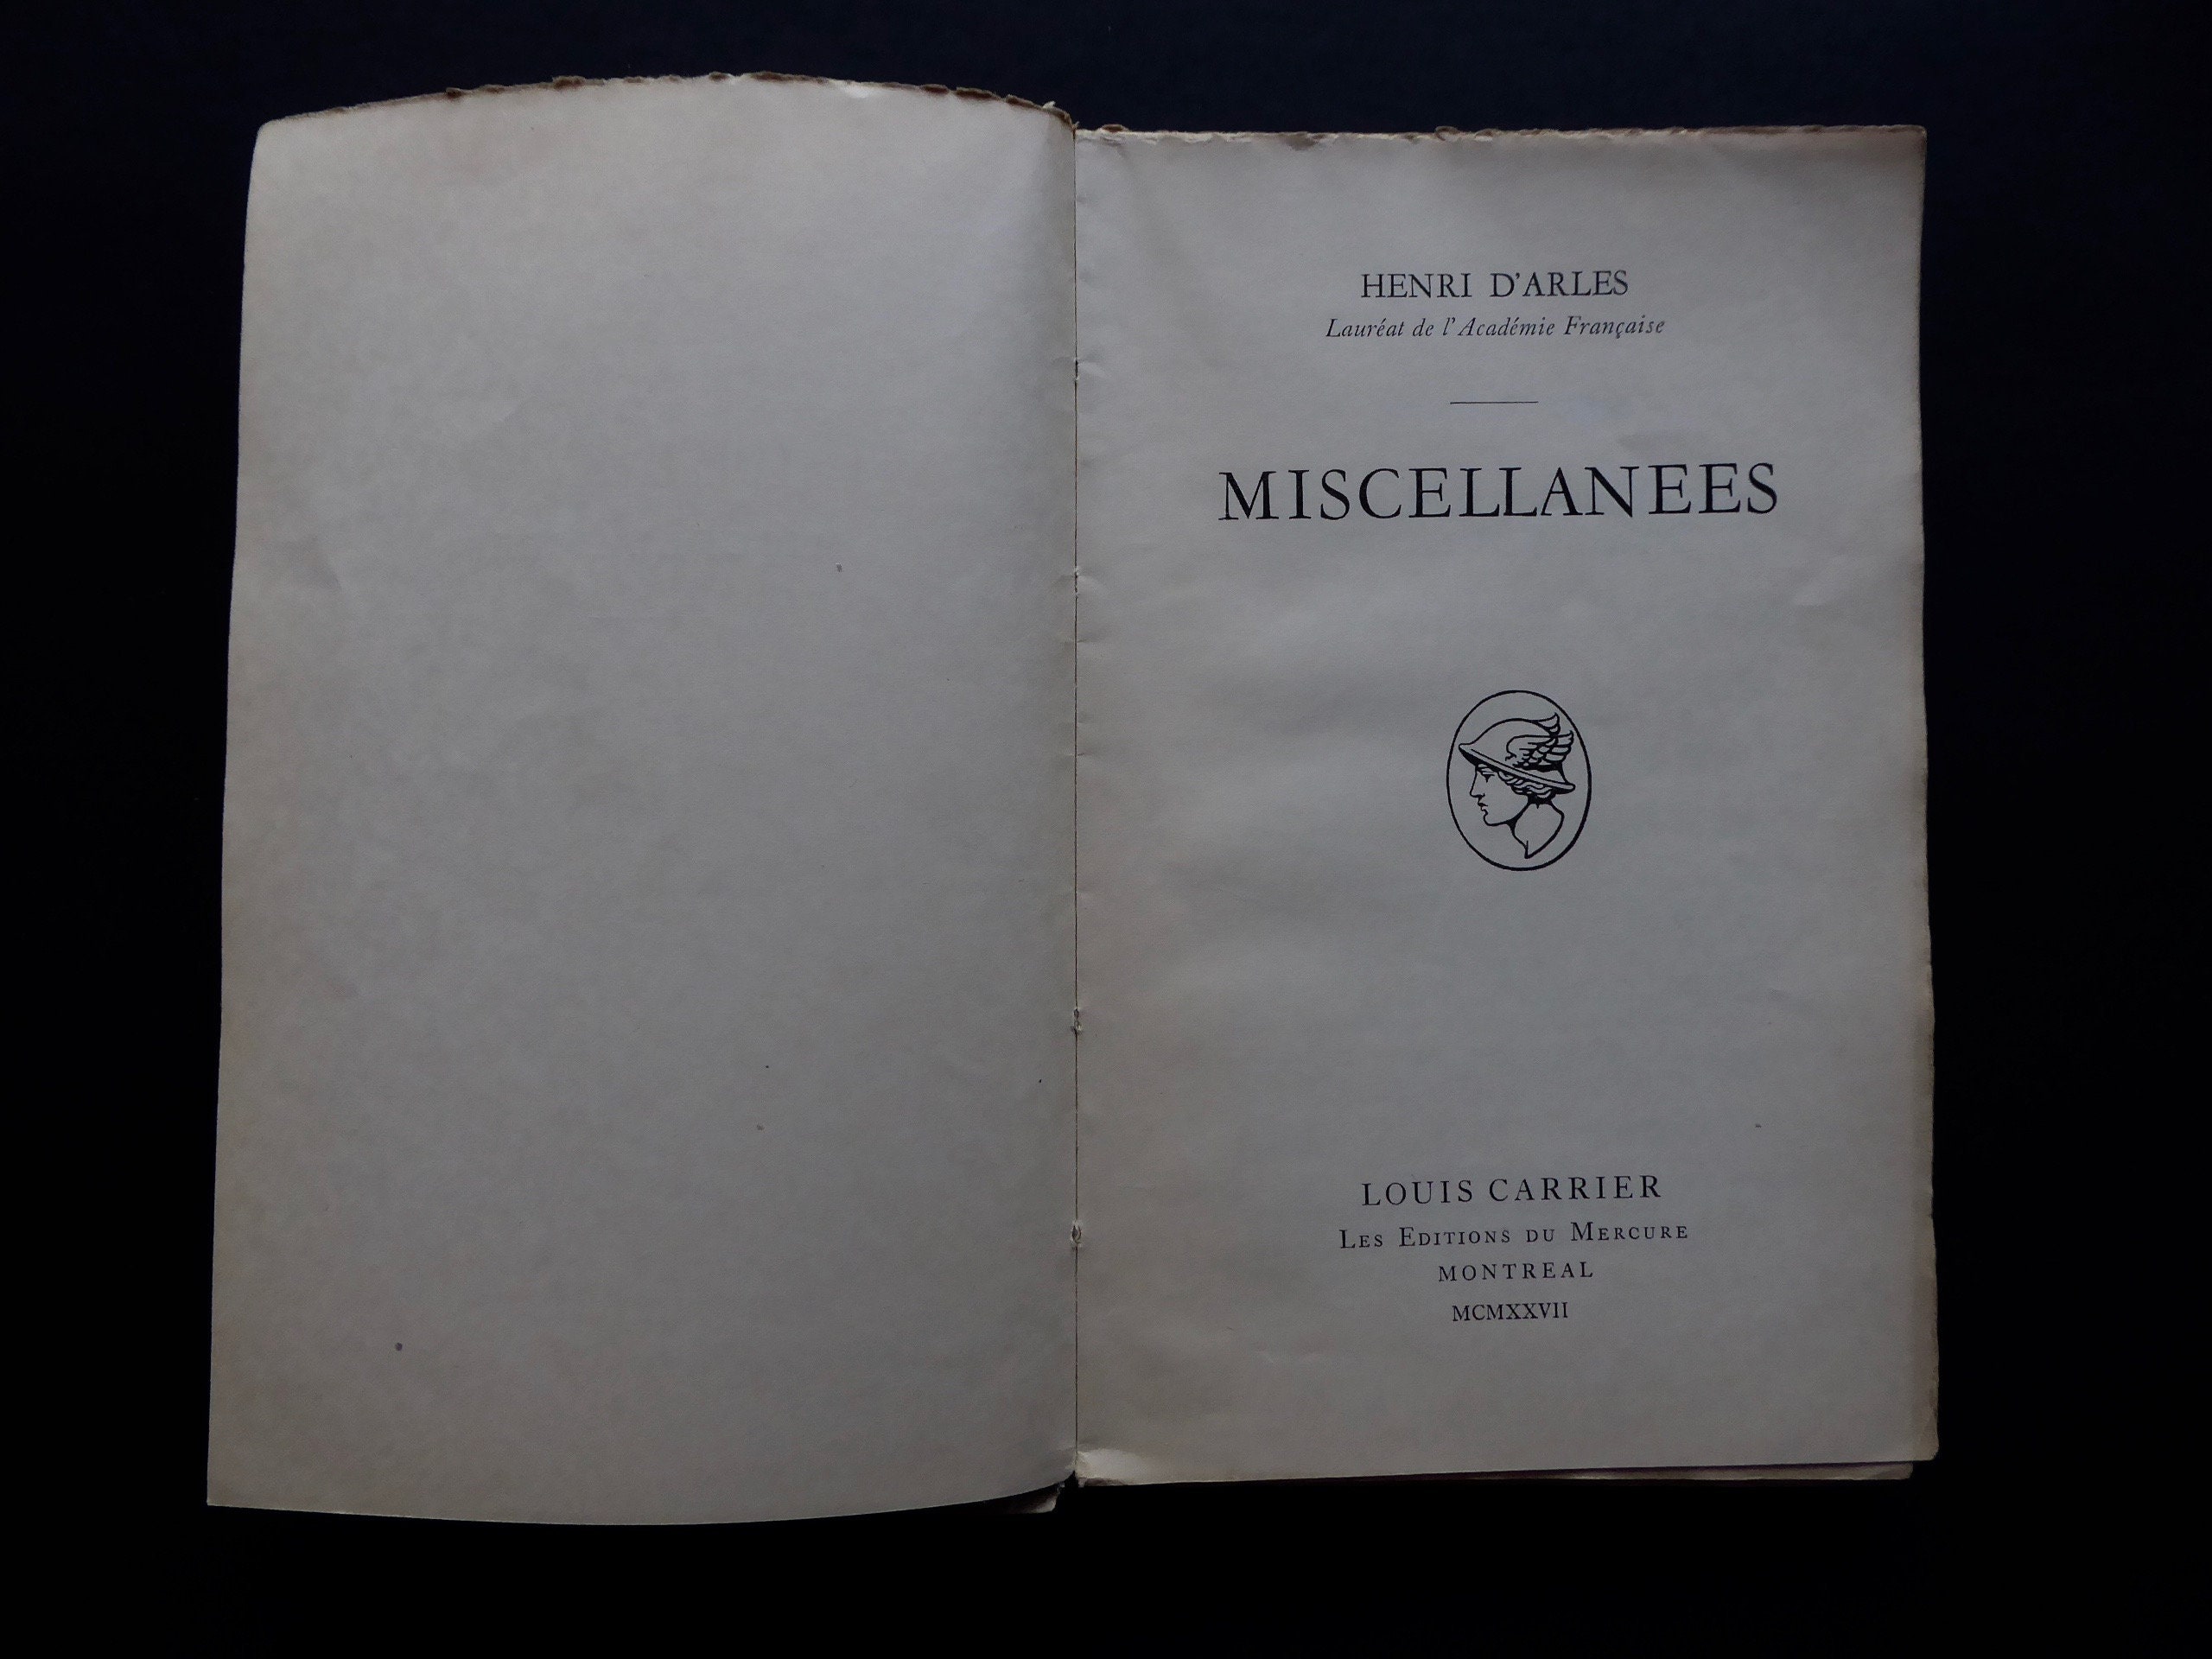 HENRI D'ARLES
Lauréat de l'Académie Française
MISCELLANEES
LOUIS CARRIER
LES EDITIONS DU MERCURE
MONTREAL
MCMXXVII